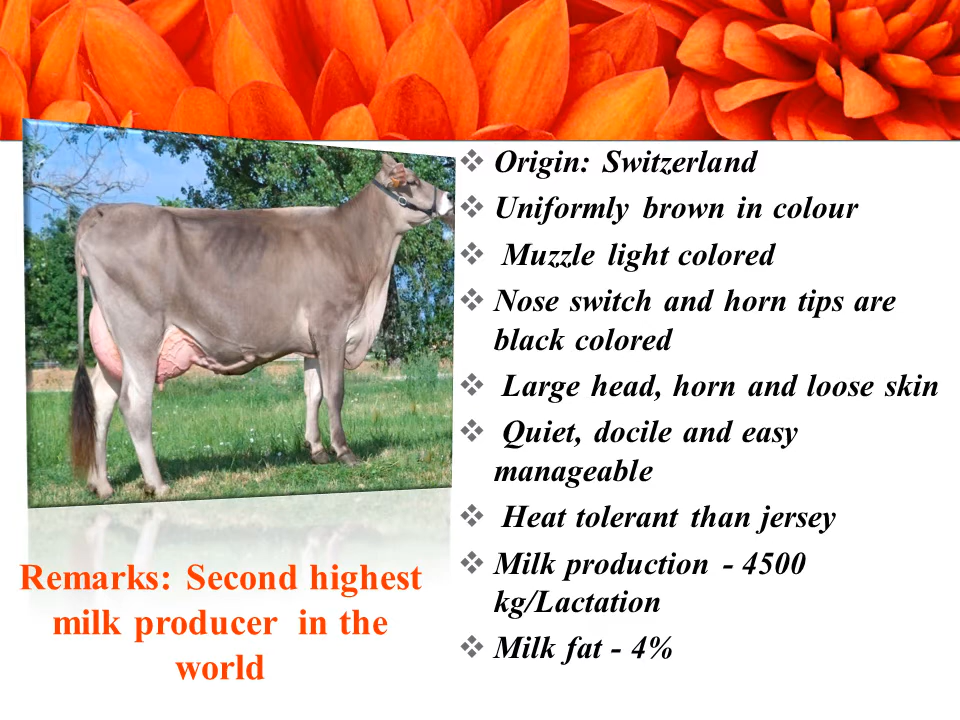 ❖ Origin: Switzerland
❖ Uniformly brown in colour
❖ Muzzle light colored
❖ Nose switch and horn tips are
black colored
❖ Large head, horn and loose skin
❖ Quiet, docile and easy
manageable
❖ Heat tolerant than jersey
❖ Milk production - 4500
kg/Lactation
❖ Milk fat - 4%
Remarks: Second highest
milk producer in the
world